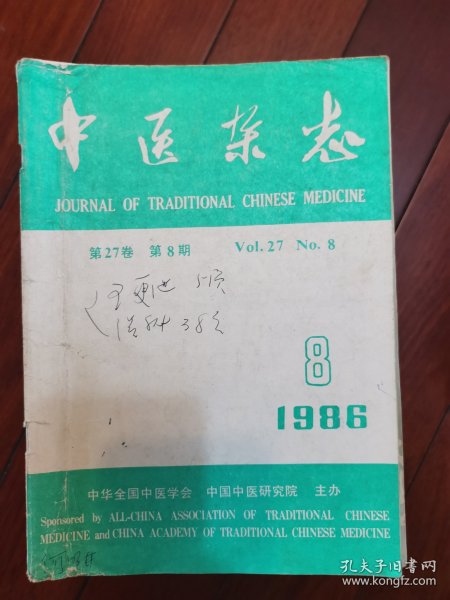 中医杂志
JOURNAL OF TRADITIONAL CHINESE MEDICINE
第27卷 第8期 Vol.27 No.8
8
1986
中华全国中医学会 中国中医研究院 主办
Sponsored by ALL-CHINA ASSOCIATION OF TRADITIONAL CHINESE
MEDICINE and CHINA ACADEMY OF TRADITIONAL CHINESE MEDICINE
孔夫子旧书网
book.kongfz.com